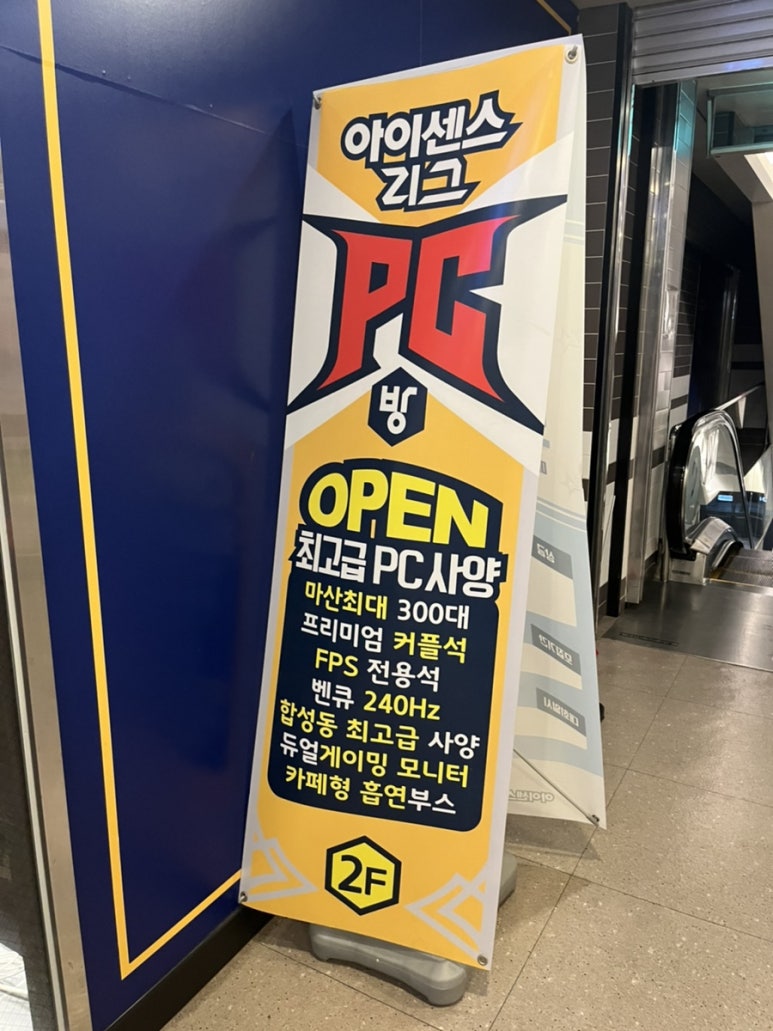 아이센스
리그
PC
방
OPEN
최고급 PC사양
마산최대 300대
프리미엄 커플석
FPS 전용석
벤큐 240Hz
합성동 최고급 사양
듀얼게이밍 모니터
카페형 흡연부스
2F